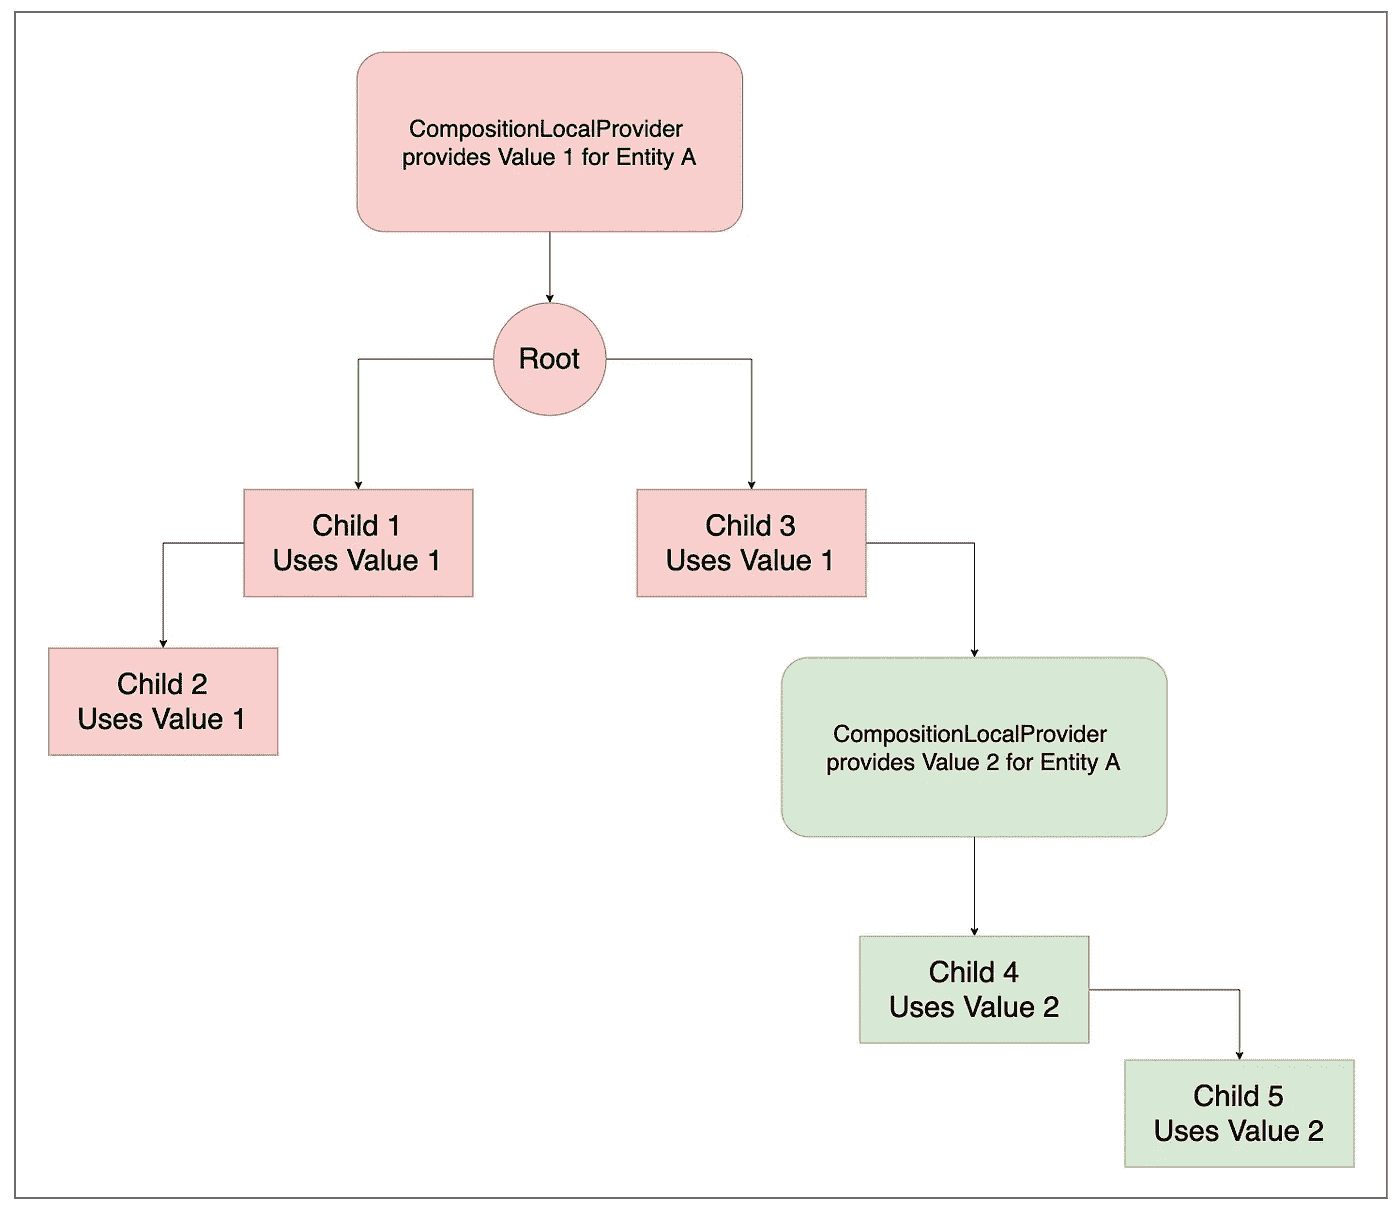 CompositionLocalProvider
provides Value 1 for Entity A
Root
Child 1
Uses Value 1
Child 3
Uses Value 1
Child 2
Uses Value 1
CompositionLocalProvider
provides Value 2 for Entity A
Child 4
Uses Value 2
Child 5
Uses Value 2